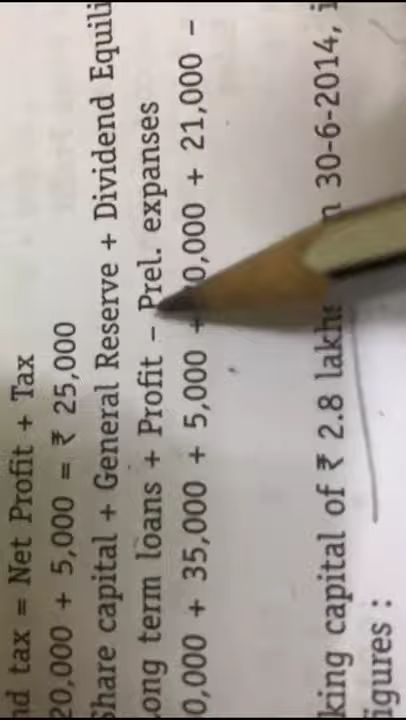 nd tax = Net Profit + Tax
20,000 + 5,000 = ₹ 25,000
Share capital + General Reserve + Dividend Equili
ong term loans + Profit - Prel. expanses
0,000 + 35,000 + 5,000 + 0,000 + 21,000 -
king capital of ₹ 2.8 lakhs 30-6-2014, i
igures :